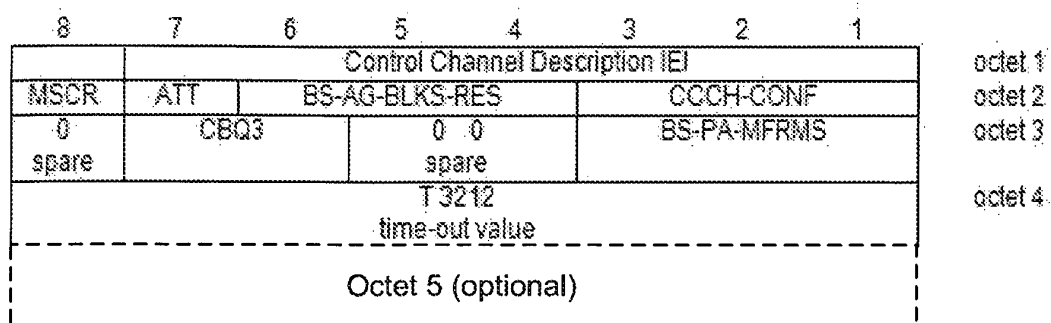 8 7 6 5 4 3 2 1
Control Channel Description IEI octet 1
MSCR ATT BS-AG-BLKS-RES CCCH-CONF octet 2
0 CBQ3 0 0 BS-PA-MFRMS octet 3
spare spare
T 3212 octet 4
time-out value
Octet 5 (optional)